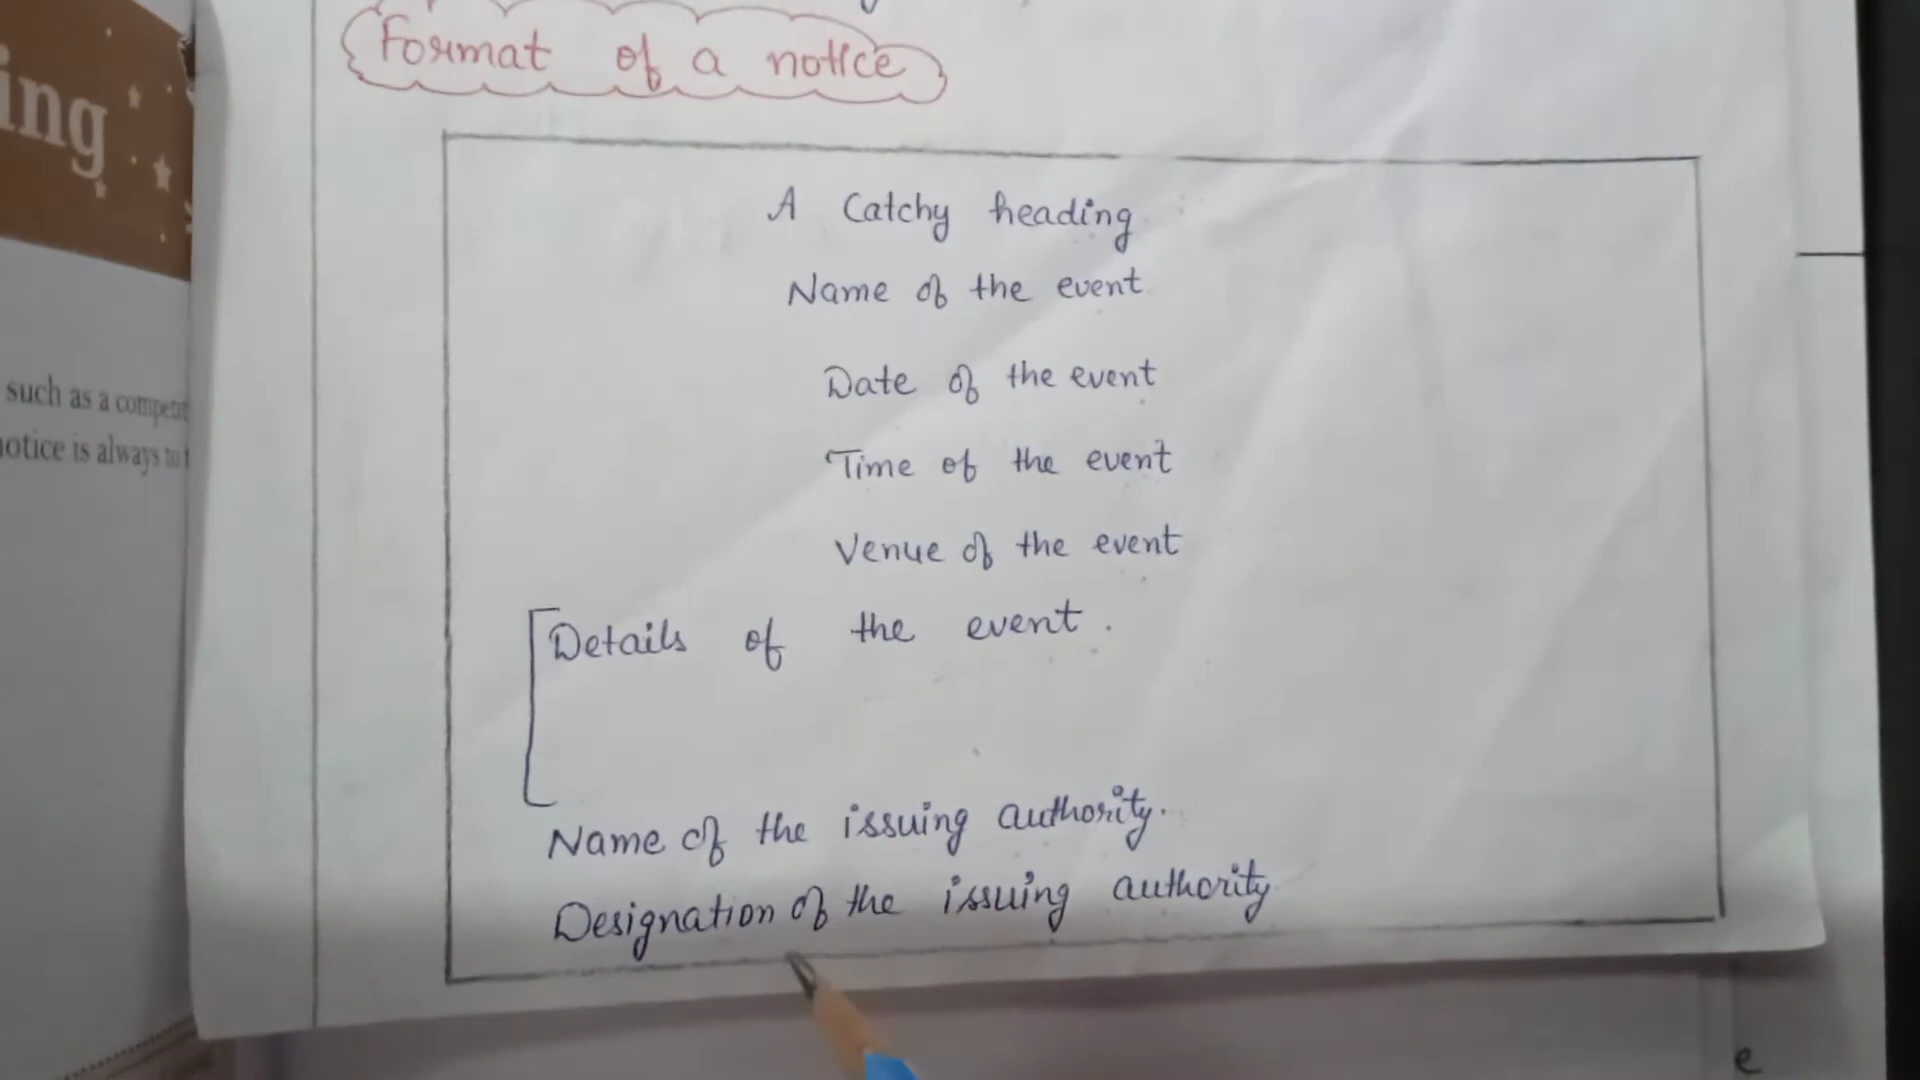 ing
such as a
notice is always to
Format of a notice
A Catchy heading
Name of the event
Date of the event
Time of the event
Venue of the event
Details of the event.
Name of the issuing authority.
Designation of the issuing authority
e